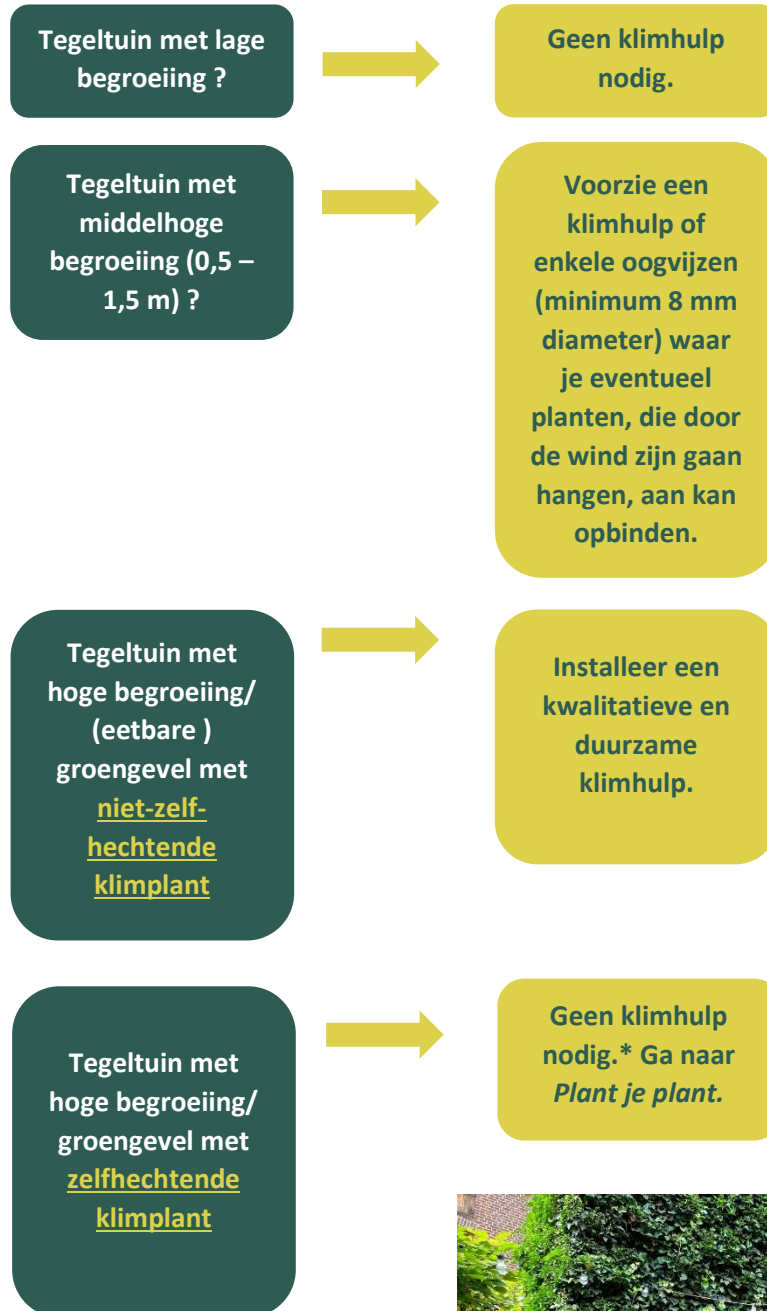 Tegeltuin met lage
begroeiing ?
Geen klimhulp
nodig.
Tegeltuin met
middelhoge
begroeiing (0,5 –
1,5 m) ?
Voorzie een
klimhulp of
enkele oogvijzen
(minimum 8 mm
diameter) waar
je eventueel
planten, die door
de wind zijn gaan
hangen, aan kan
opbinden.
Tegeltuin met
hoge begroeiing/
(eetbare )
groengevel met
niet-zelf-
hechtende
klimplant
Installeer een
kwalitatieve en
duurzame
klimhulp.
Tegeltuin met
hoge begroeiing/
groengevel met
zelfhechtende
klimplant
Geen klimhulp
nodig.* Ga naar
Plant je plant.